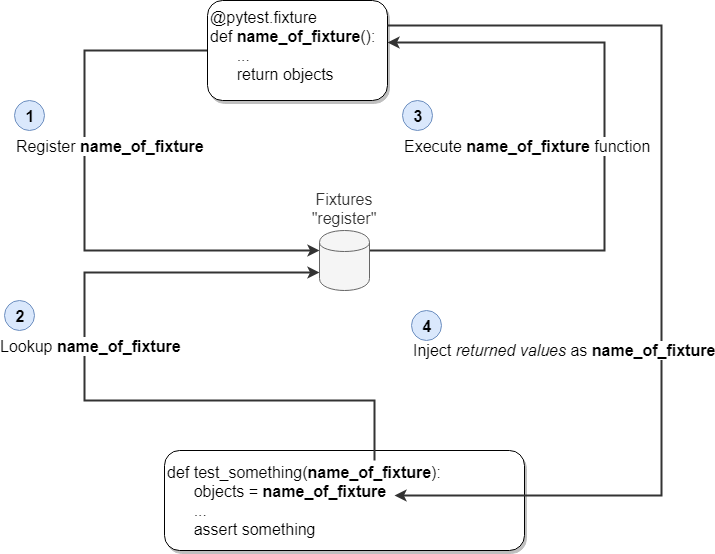 @pytest.fixture
def name_of_fixture():
...
return objects
1
Register name_of_fixture
3
Execute name_of_fixture function
Fixtures
"register"
2
Lookup name_of_fixture
4
Inject returned values as name_of_fixture
def test_something(name_of_fixture):
objects = name_of_fixture
...
assert something